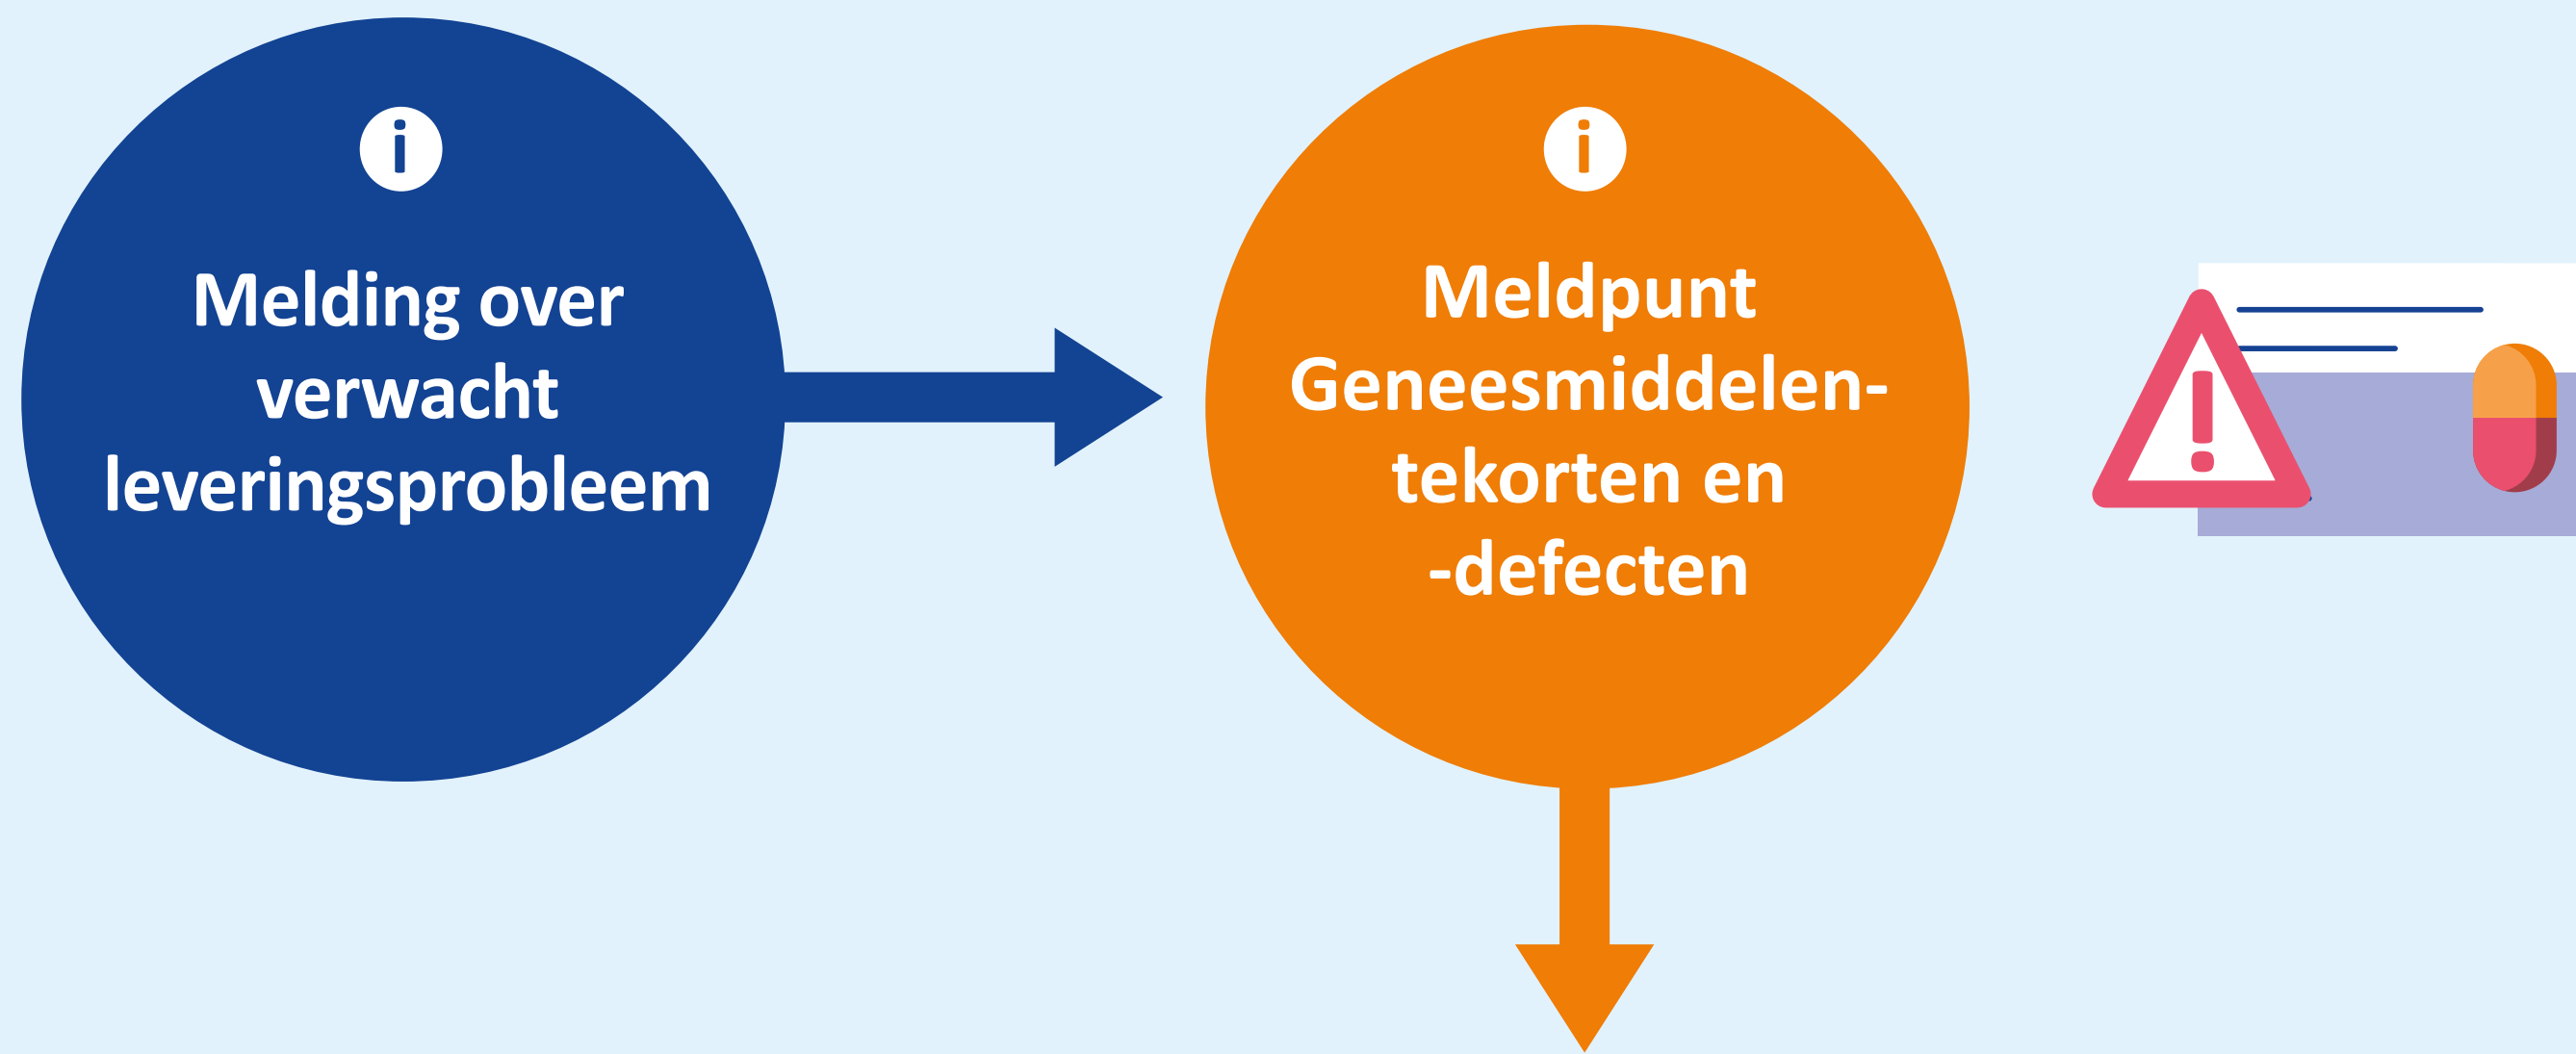 i
Melding over
verwacht
leveringsprobleem
i
Meldpunt
Geneesmiddelen-
tekorten en
-defecten